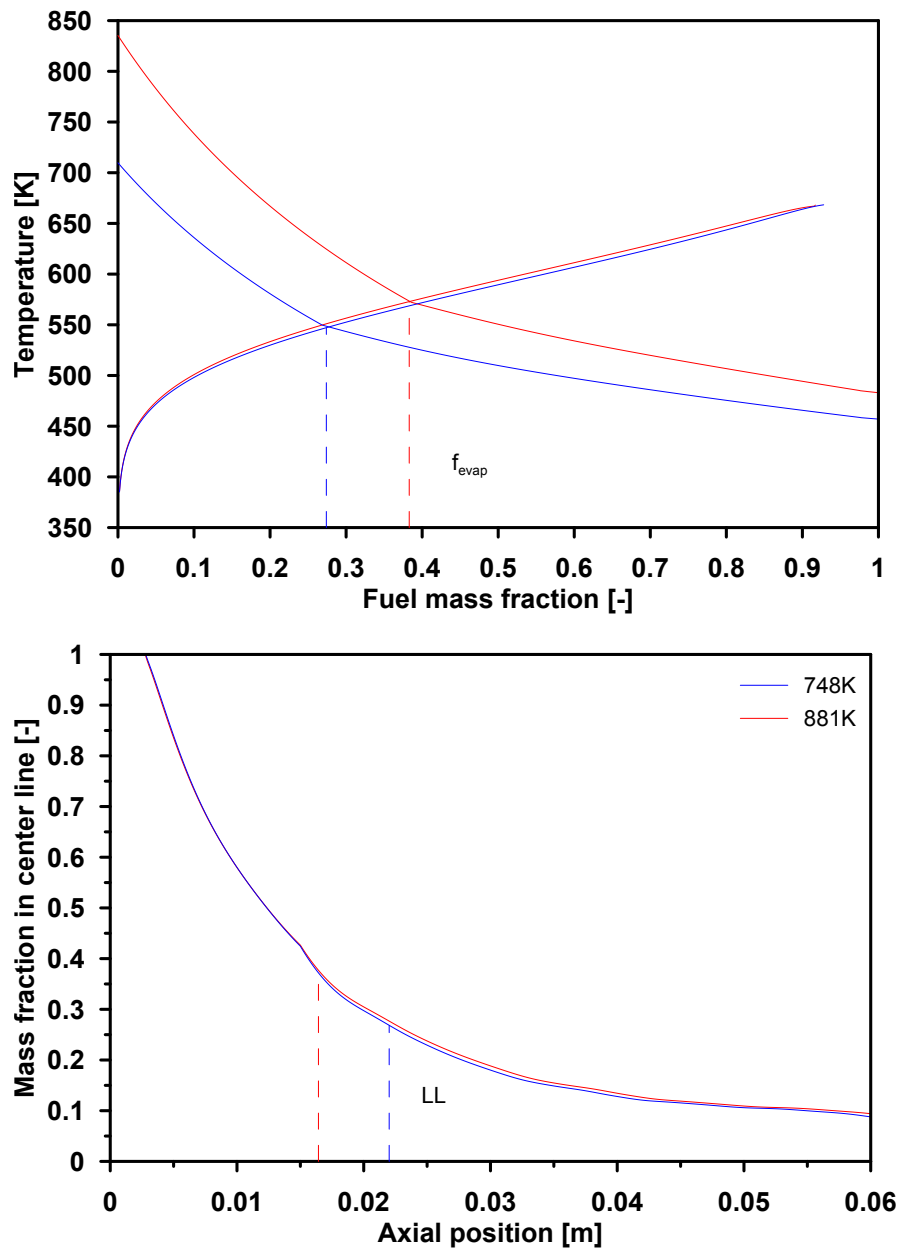 850
800
750
700
650
600
550
500
450
400
350
Temperature [K]
f_evap
0 0.1 0.2 0.3 0.4 0.5 0.6 0.7 0.8 0.9 1
Fuel mass fraction [-]
1
0.9
0.8
0.7
0.6
0.5
0.4
0.3
0.2
0.1
0
Mass fraction in center line [-]
748K
881K
LL
0 0.01 0.02 0.03 0.04 0.05 0.06
Axial position [m]